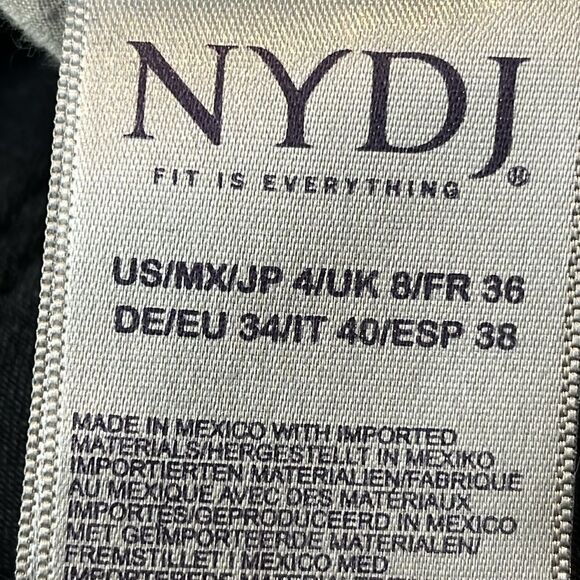 NYDJ®
FIT IS EVERYTHING
US/MX/JP 4/UK 8/FR 36
DE/EU 34/IT 40/ESP 38
MADE IN MEXICO WITH IMPORTED
MATERIALS/HERGESTELLT IN MEXIKO
IMPORTIERTEN MATERIALIEN/FABRIQUE
AU MEXIQUE AVEC DES MATERIAUX
IMPORTES/GEPRODUCEERD IN MEXICO
MET GEÏMPORTEERDE MATERIALEN/
FREMSTILLET I MEXICO MED